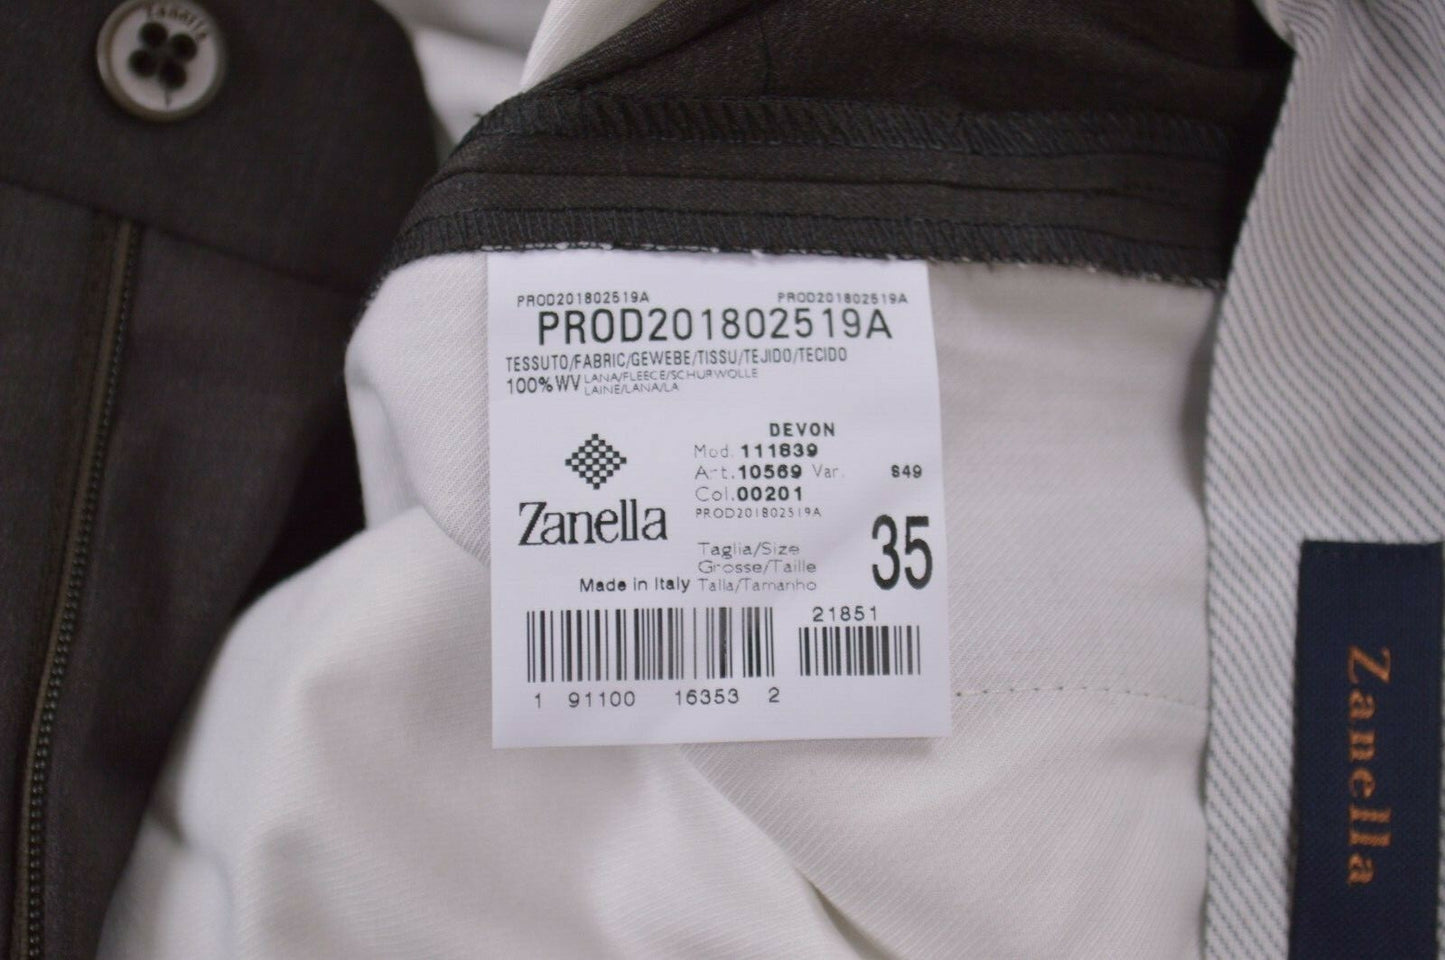 Zanella
PROD201802519A PROD201802519A
PROD201802519A
TESSUTO/FABRIC/GEWEBE/TISSU/TEJIDO/TECIDO
100%WV LANA/FLEECE/SCHURWOLLE
LAINE/LANA/LA
DEVON
Mod. 111839
Art. 10569 Var. S49
Col. 00201
PROD201802519A
Zanella
35
Taglia/Size
Grosse/Taille
Made in Italy Talla/Tamanho
21851
1 91100 16353 2
Zanella